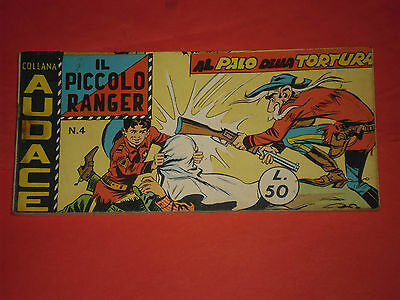 COLLANA
AUDACE
IL
PICCOLO
RANGER
N.4
AL PALO DELLA TORTURA
L.
50